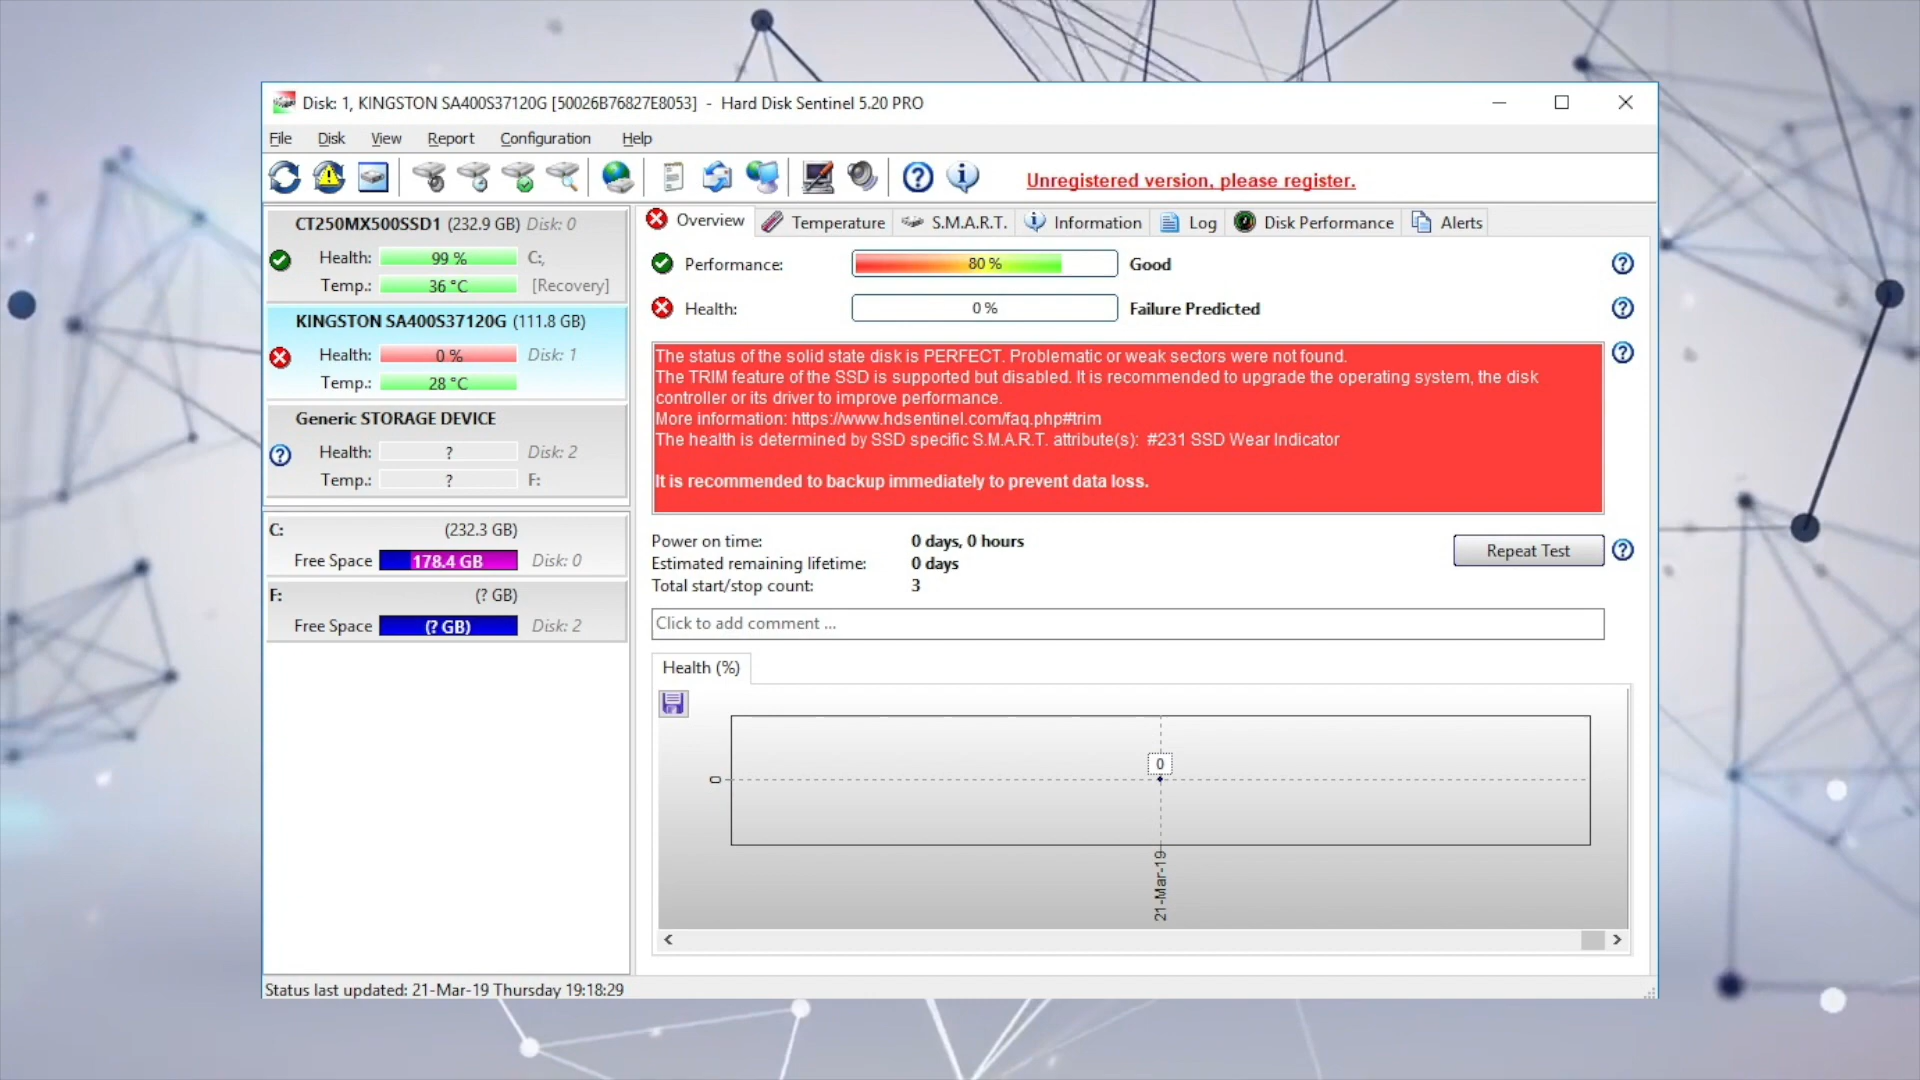 Disk: 1, KINGSTON SA400S37120G [50026B76827E8053]  -  Hard Disk Sentinel 5.20 PRO
File Disk View Report Configuration Help
Unregistered version, please register.
CT250MX500SSD1 (232.9 GB) Disk: 0
Health: 99 % C:,
Temp.: 36 °C [Recovery]
KINGSTON SA400S37120G (111.8 GB)
Health: 0 % Disk: 1
Temp.: 28 °C
Generic STORAGE DEVICE
Health: ? Disk: 2
Temp.: ? F:
C: (232.3 GB)
Free Space 178.4 GB Disk: 0
F: (? GB)
Free Space (? GB) Disk: 2
Overview Temperature S.M.A.R.T. Information Log Disk Performance Alerts
Performance: 80 % Good
Health: 0 % Failure Predicted
The status of the solid state disk is PERFECT. Problematic or weak sectors were not found.
The TRIM feature of the SSD is supported but disabled. It is recommended to upgrade the operating system, the disk
controller or its driver to improve performance.
More information: https://www.hdsentinel.com/faq.php#trim
The health is determined by SSD specific S.M.A.R.T. attribute(s):  #231 SSD Wear Indicator
It is recommended to backup immediately to prevent data loss.
Power on time: 0 days, 0 hours
Estimated remaining lifetime: 0 days
Total start/stop count: 3
Repeat Test
Click to add comment ...
Health (%)
0
0
21-Mar-19
Status last updated: 21-Mar-19 Thursday 19:18:29